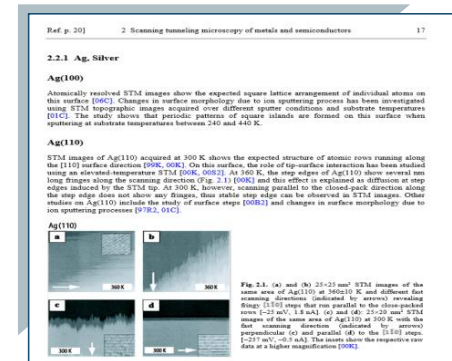 Ref. p. 20] 2 Scanning tunneling microscopy of metals and semiconductors 17
2.2.1 Ag, Silver
Ag(100)
Atomically resolved STM images show the expected square lattice arrangement of individual atoms on
this surface [06C]. Changes in surface morphology due to ion sputtering process has been investigated
using STM topographic images acquired over different sputter conditions and substrate temperatures
[01C]. The study shows that periodic patterns of square islands are formed on this surface when
sputtering at substrate temperatures between 240 and 440 K.
Ag(110)
STM images of Ag(110) acquired at 300 K shows the expected structure of atomic rows running along
the [110] surface direction [99K, 00K]. On this surface, the role of tip-surface interaction has been studied
using an elevated-temperature STM [00K, 00S2]. At 360 K, the step edges of Ag(110) show several nm
long fringes along the scanning direction (Fig. 2.1) [00K] and this effect is explained as diffusion at step
edges induced by the STM tip. At 300 K, however, scanning parallel to the closed-pack direction along
the step edge does not show any fringes, thus stable step edge can be observed in STM images. Other
studies on Ag(110) include the study of surface steps [00B2] and changes in surface morphology due to
ion sputtering processes [97R2, 01C].
Ag(110)
a
360 K
b
360 K
c
300 K
d
300 K
Fig. 2.1. (a) and (b) 25×25 nm² STM images of the
same area of Ag(110) at 360±10 K and different fast
scanning directions (indicated by arrows) revealing
fringy [1̄10] steps that run parallel to the close-packed
rows [−25 mV, 1.8 nA]. (c) and (d): 25×20 nm² STM
images of the same area of Ag(110) at 300 K with the
fast scanning direction (indicated by arrows)
perpendicular (c) and parallel (d) to the [1̄10] steps.
[−257 mV, −0.5 nA]. The insets show the respective raw
data at a higher magnification [00K].